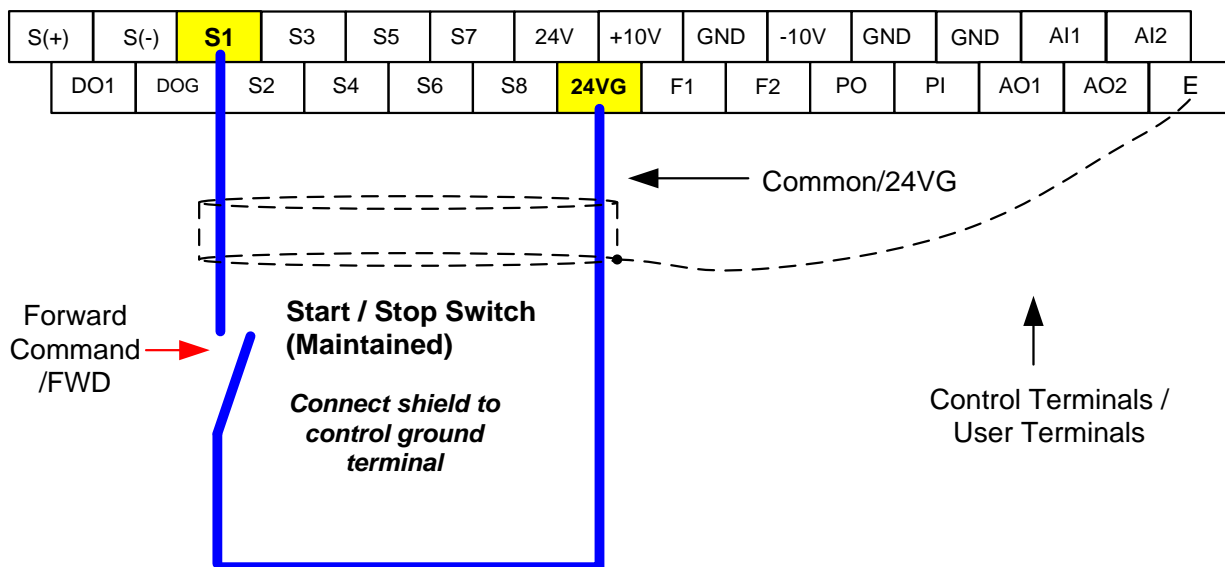 S(+) S(-) S1 S3 S5 S7 24V +10V GND -10V GND GND AI1 AI2
DO1 DOG S2 S4 S6 S8 24VG F1 F2 PO PI AO1 AO2 E
Common/24VG
Forward
Command
/FWD
Start / Stop Switch
(Maintained)
Connect shield to
control ground
terminal
Control Terminals /
User Terminals